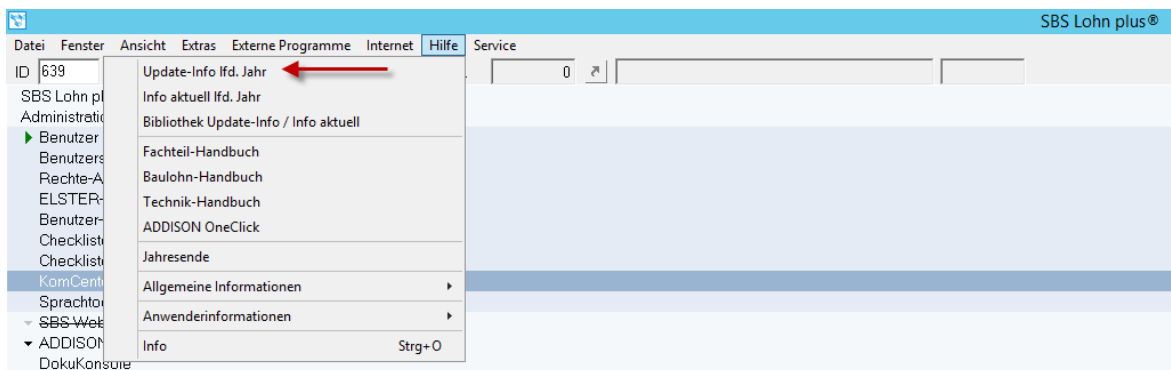 SBS Lohn plus®
Datei Fenster Ansicht Extras Externe Programme Internet Hilfe Service
ID 639 0
SBS Lohn pl
Administratio
Benutzer
Benutzers
Rechte-A
ELSTER-
Benutzer-
Checkliste
Checkliste
KomCente
Sprachtoo
SBS Web
ADDISON
DokuKonsole
Update-Info lfd. Jahr
Info aktuell lfd. Jahr
Bibliothek Update-Info / Info aktuell
Fachteil-Handbuch
Baulohn-Handbuch
Technik-Handbuch
ADDISON OneClick
Jahresende
Allgemeine Informationen
Anwenderinformationen
Info Strg+O